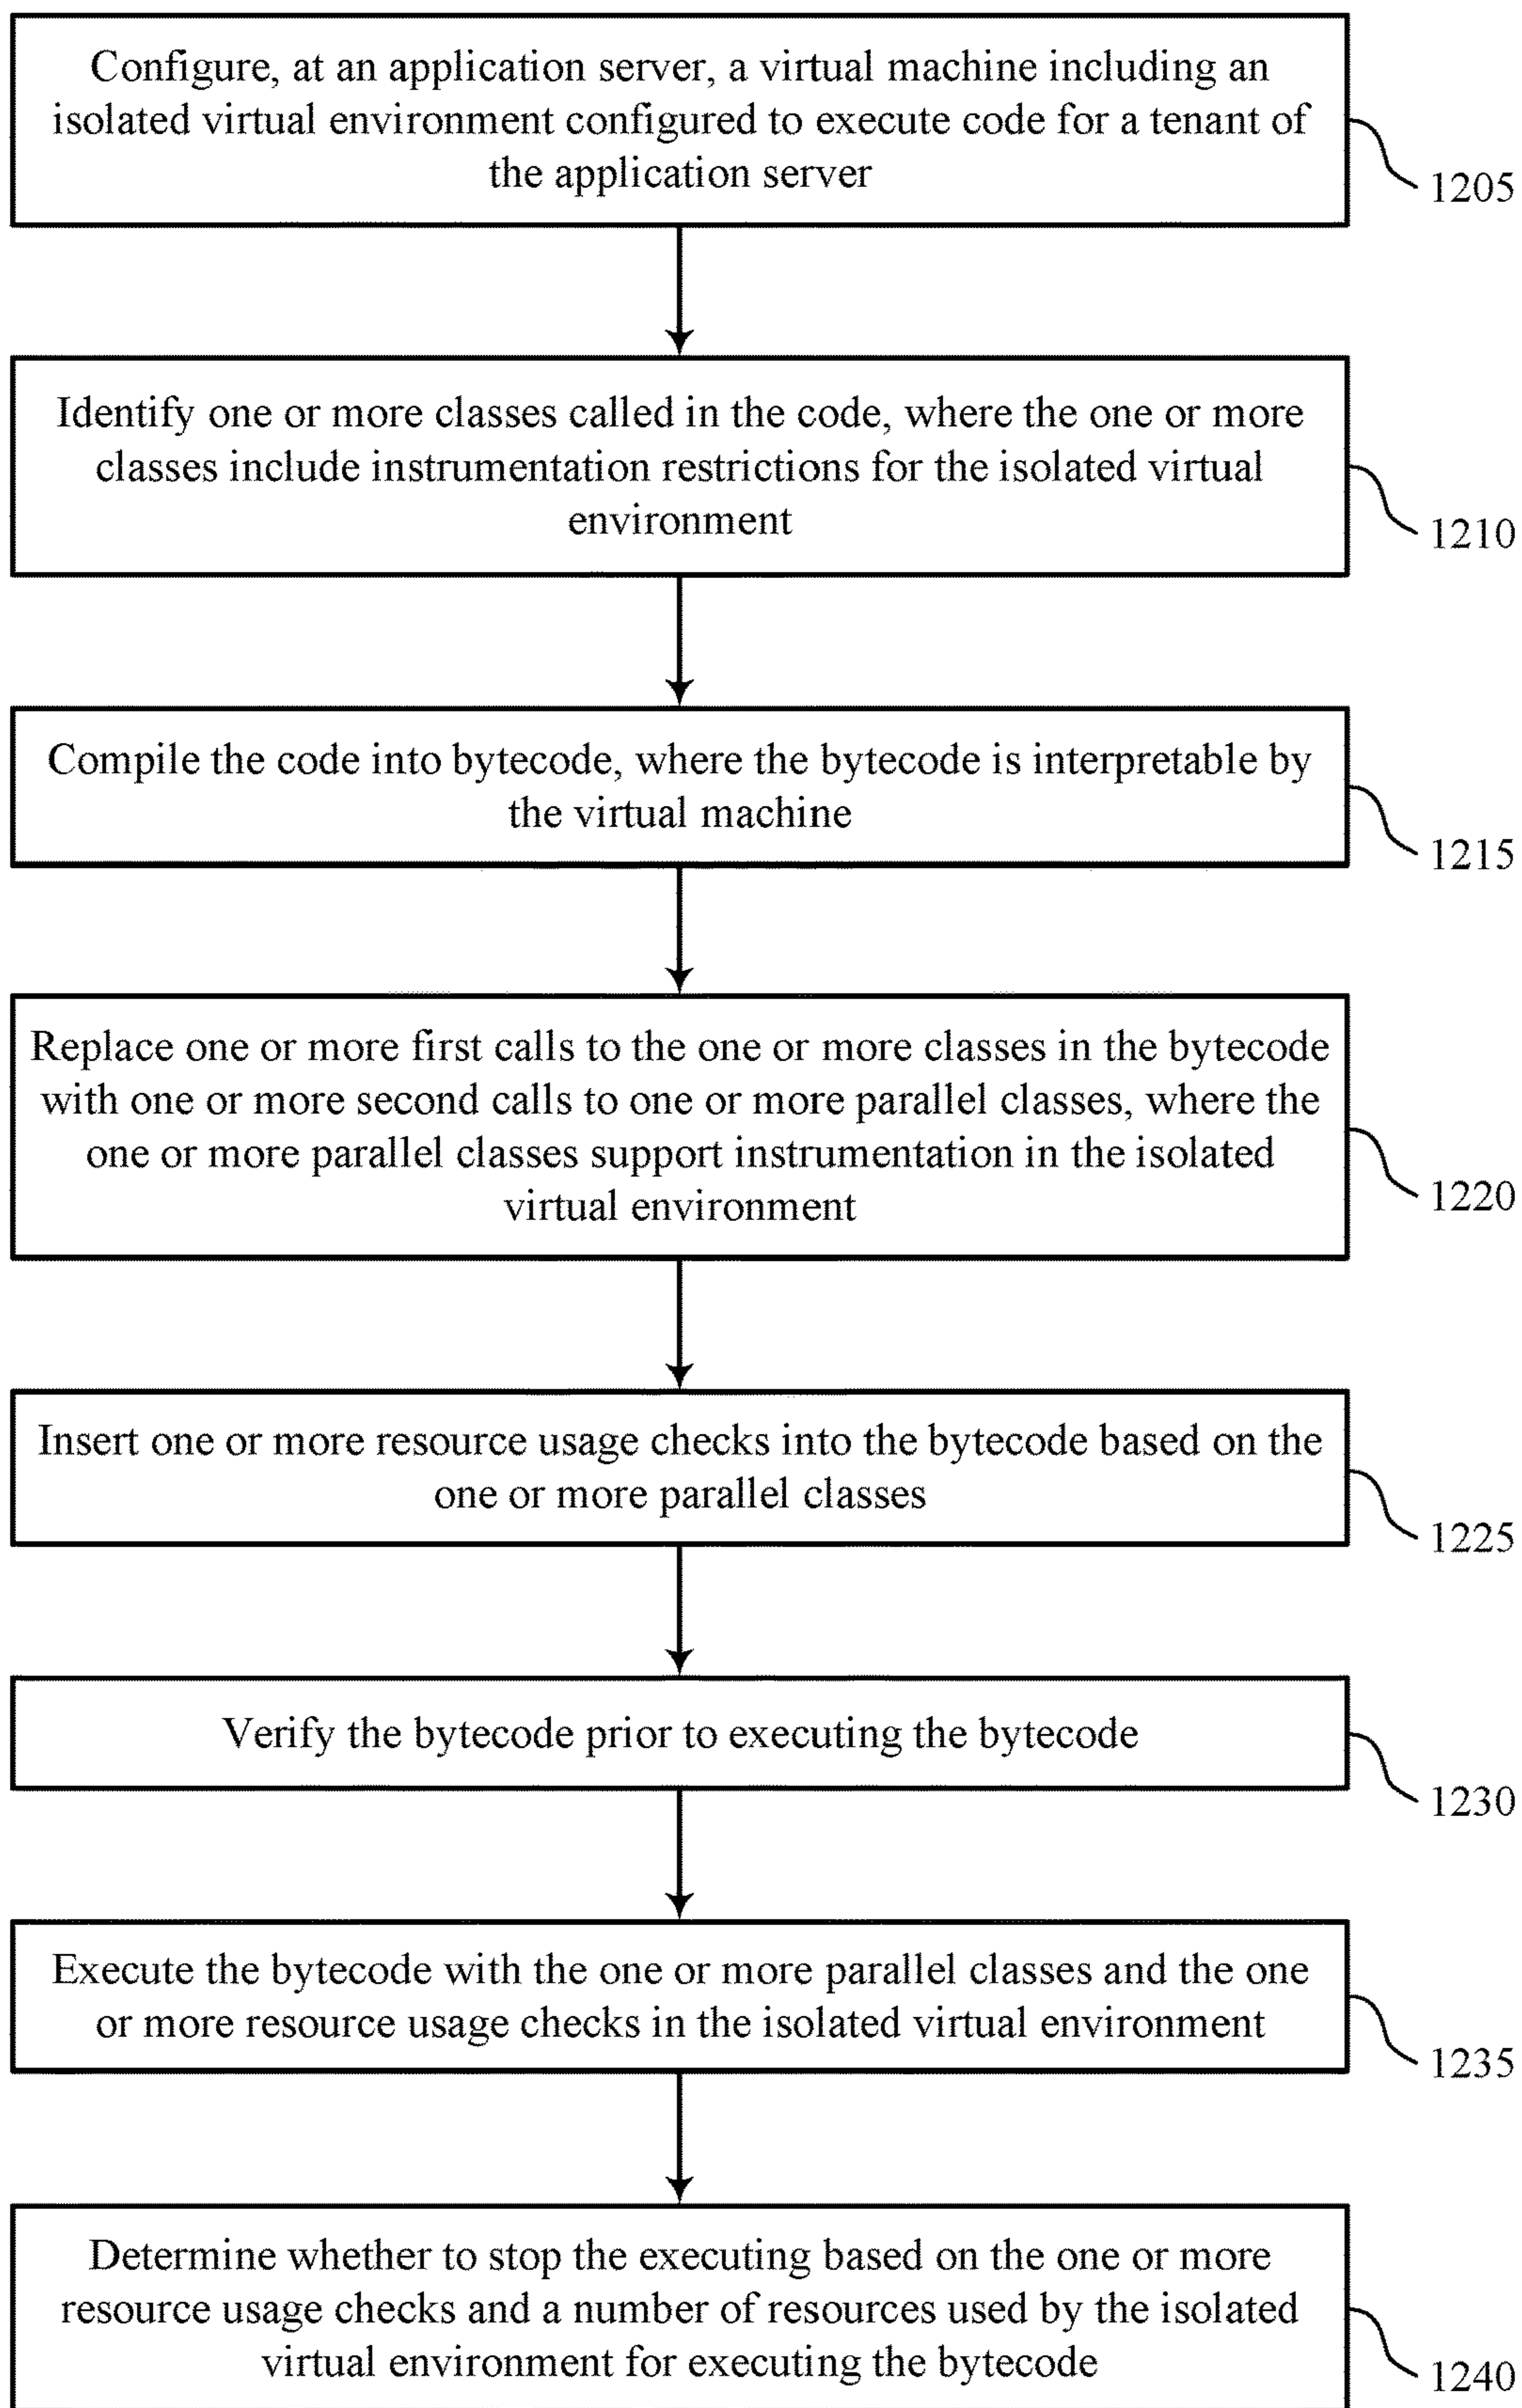 Configure, at an application server, a virtual machine including an
isolated virtual environment configured to execute code for a tenant of
the application server
1205
Identify one or more classes called in the code, where the one or more
classes include instrumentation restrictions for the isolated virtual
environment
1210
Compile the code into bytecode, where the bytecode is interpretable by
the virtual machine
1215
Replace one or more first calls to the one or more classes in the bytecode
with one or more second calls to one or more parallel classes, where the
one or more parallel classes support instrumentation in the isolated
virtual environment
1220
Insert one or more resource usage checks into the bytecode based on the
one or more parallel classes
1225
Verify the bytecode prior to executing the bytecode
1230
Execute the bytecode with the one or more parallel classes and the one
or more resource usage checks in the isolated virtual environment
1235
Determine whether to stop the executing based on the one or more
resource usage checks and a number of resources used by the isolated
virtual environment for executing the bytecode
1240